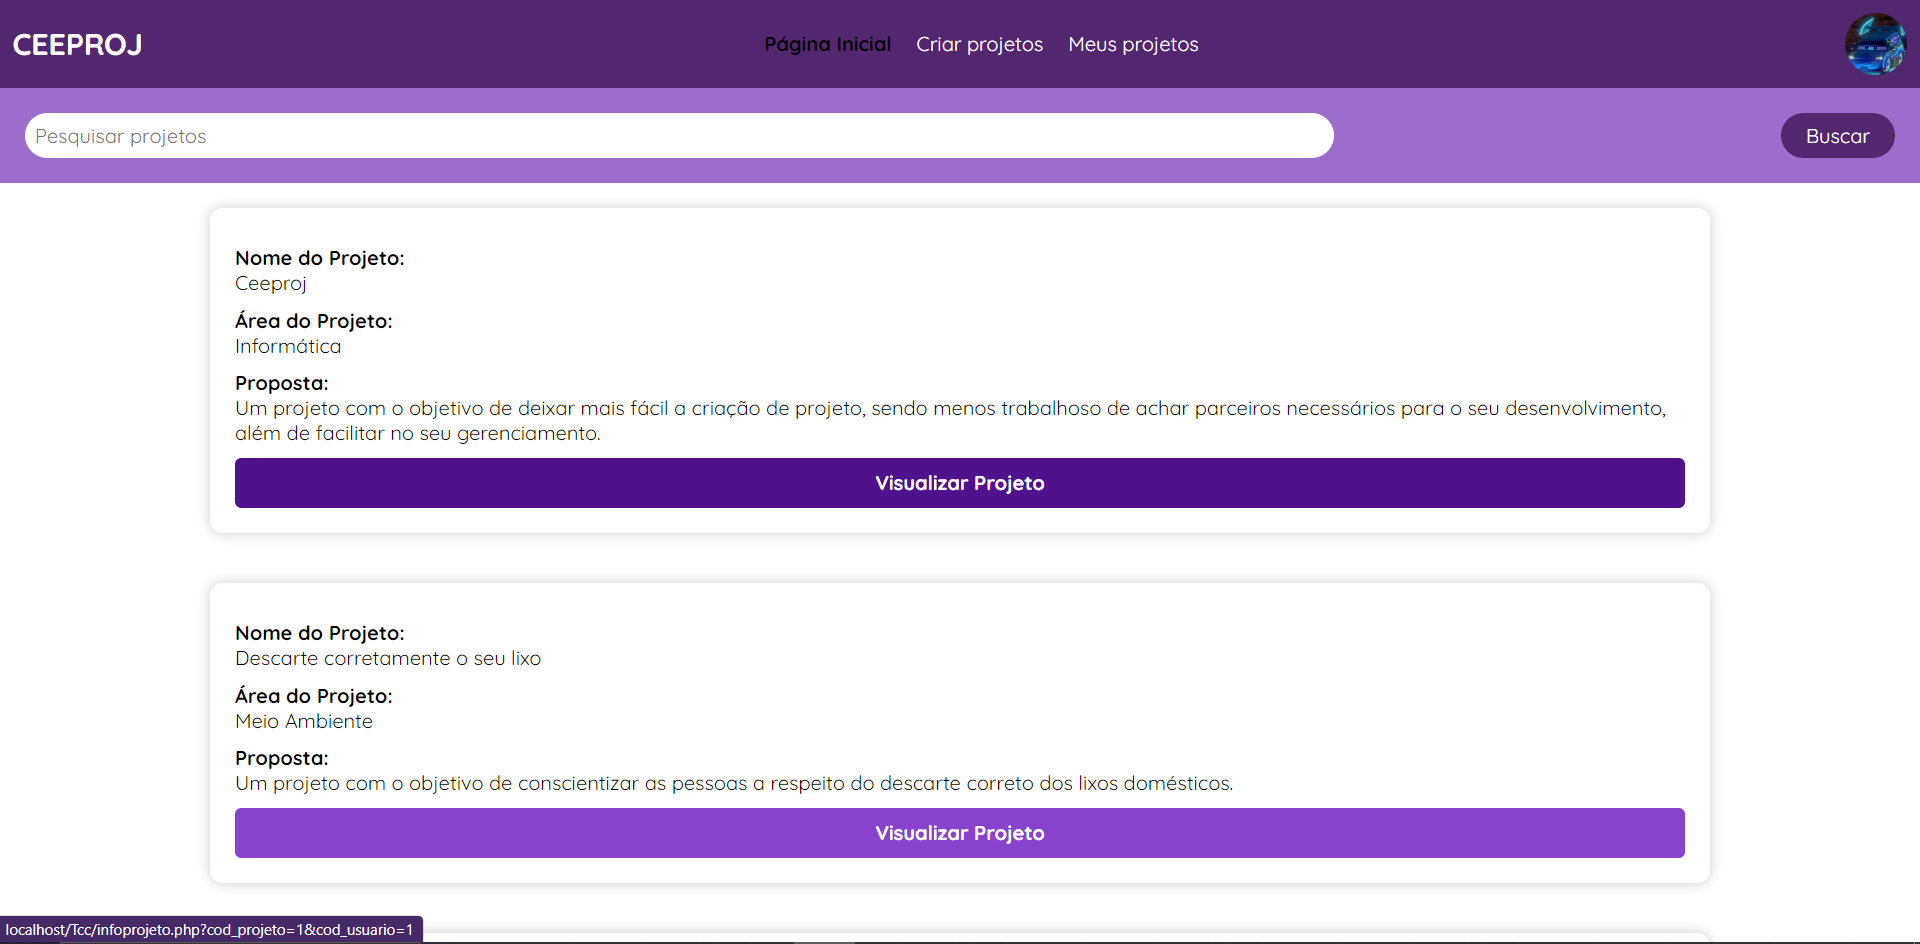 CEEPROJ
Página Inicial Criar projetos Meus projetos
Pesquisar projetos
Buscar
Nome do Projeto:
Ceeproj
Área do Projeto:
Informática
Proposta:
Um projeto com o objetivo de deixar mais fácil a criação de projeto, sendo menos trabalhoso de achar parceiros necessários para o seu desenvolvimento,
além de facilitar no seu gerenciamento.
Visualizar Projeto
Nome do Projeto:
Descarte corretamente o seu lixo
Área do Projeto:
Meio Ambiente
Proposta:
Um projeto com o objetivo de conscientizar as pessoas a respeito do descarte correto dos lixos domésticos.
Visualizar Projeto
localhost/Tcc/infoprojeto.php?cod_projeto=1&cod_usuario=1